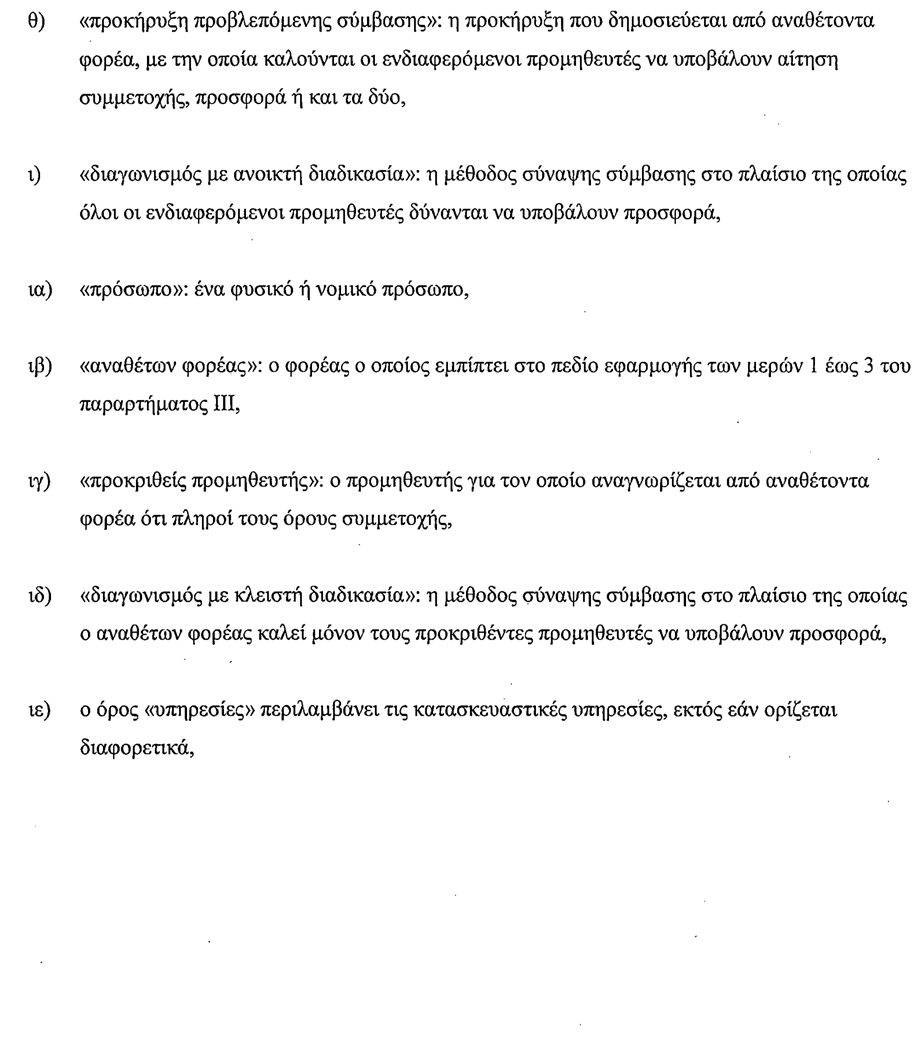 θ) «προκήρυξη προβλεπόμενης σύμβασης»: η προκήρυξη που δημοσιεύεται από αναθέτοντα
φορέα, με την οποία καλούνται οι ενδιαφερόμενοι προμηθευτές να υποβάλουν αίτηση
συμμετοχής, προσφορά ή και τα δύο,
ι) «διαγωνισμός με ανοικτή διαδικασία»: η μέθοδος σύναψης σύμβασης στο πλαίσιο της οποίας
όλοι οι ενδιαφερόμενοι προμηθευτές δύνανται να υποβάλουν προσφορά,
ια) «πρόσωπο»: ένα φυσικό ή νομικό πρόσωπο,
ιβ) «αναθέτων φορέας»: ο φορέας ο οποίος εμπίπτει στο πεδίο εφαρμογής των μερών 1 έως 3 του
παραρτήματος III,
ιγ) «προκριθείς προμηθευτής»: ο προμηθευτής για τον οποίο αναγνωρίζεται από αναθέτοντα
φορέα ότι πληροί τους όρους συμμετοχής,
ιδ) «διαγωνισμός με κλειστή διαδικασία»: η μέθοδος σύναψης σύμβασης στο πλαίσιο της οποίας
ο αναθέτων φορέας καλεί μόνον τους προκριθέντες προμηθευτές να υποβάλουν προσφορά,
ιε) ο όρος «υπηρεσίες» περιλαμβάνει τις κατασκευαστικές υπηρεσίες, εκτός εάν ορίζεται
διαφορετικά,